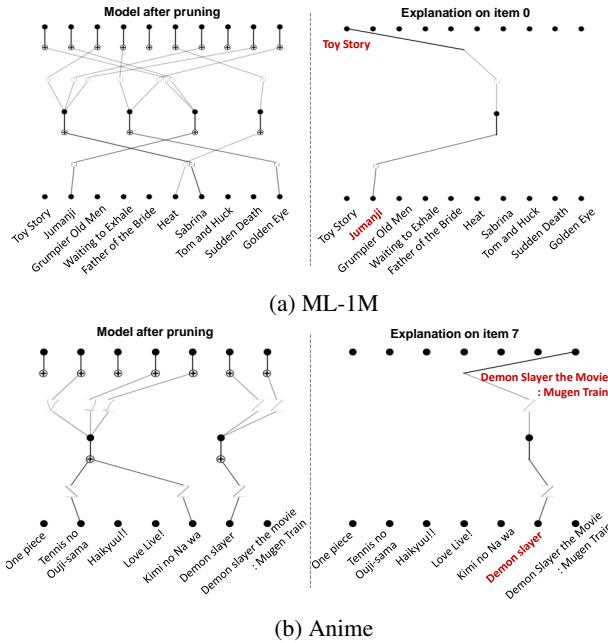 Model after pruning
Explanation on item 0
Toy Story
Toy Story
Jumanji
Grumpier Old Men
Waiting to Exhale
Father of the Bride
Heat
Sabrina
Tom and Huck
Sudden Death
Golden Eye
Toy Story
Jumanji
Grumpier Old Men
Waiting to Exhale
Father of the Bride
Heat
Sabrina
Tom and Huck
Sudden Death
Golden Eye
(a) ML-1M
Model after pruning
Explanation on item 7
Demon Slayer the Movie
: Mugen Train
One piece
Tennis no
Ouji-sama
Haikyuu!!
Love Live!
Kimi no Na wa
Demon slayer
Demon slayer the movie
: Mugen Train
One piece
Tennis no
Ouji-sama
Haikyuu!!
Love Live!
Kimi no Na wa
Demon slayer
Demon Slayer the Movie
: Mugen Train
(b) Anime